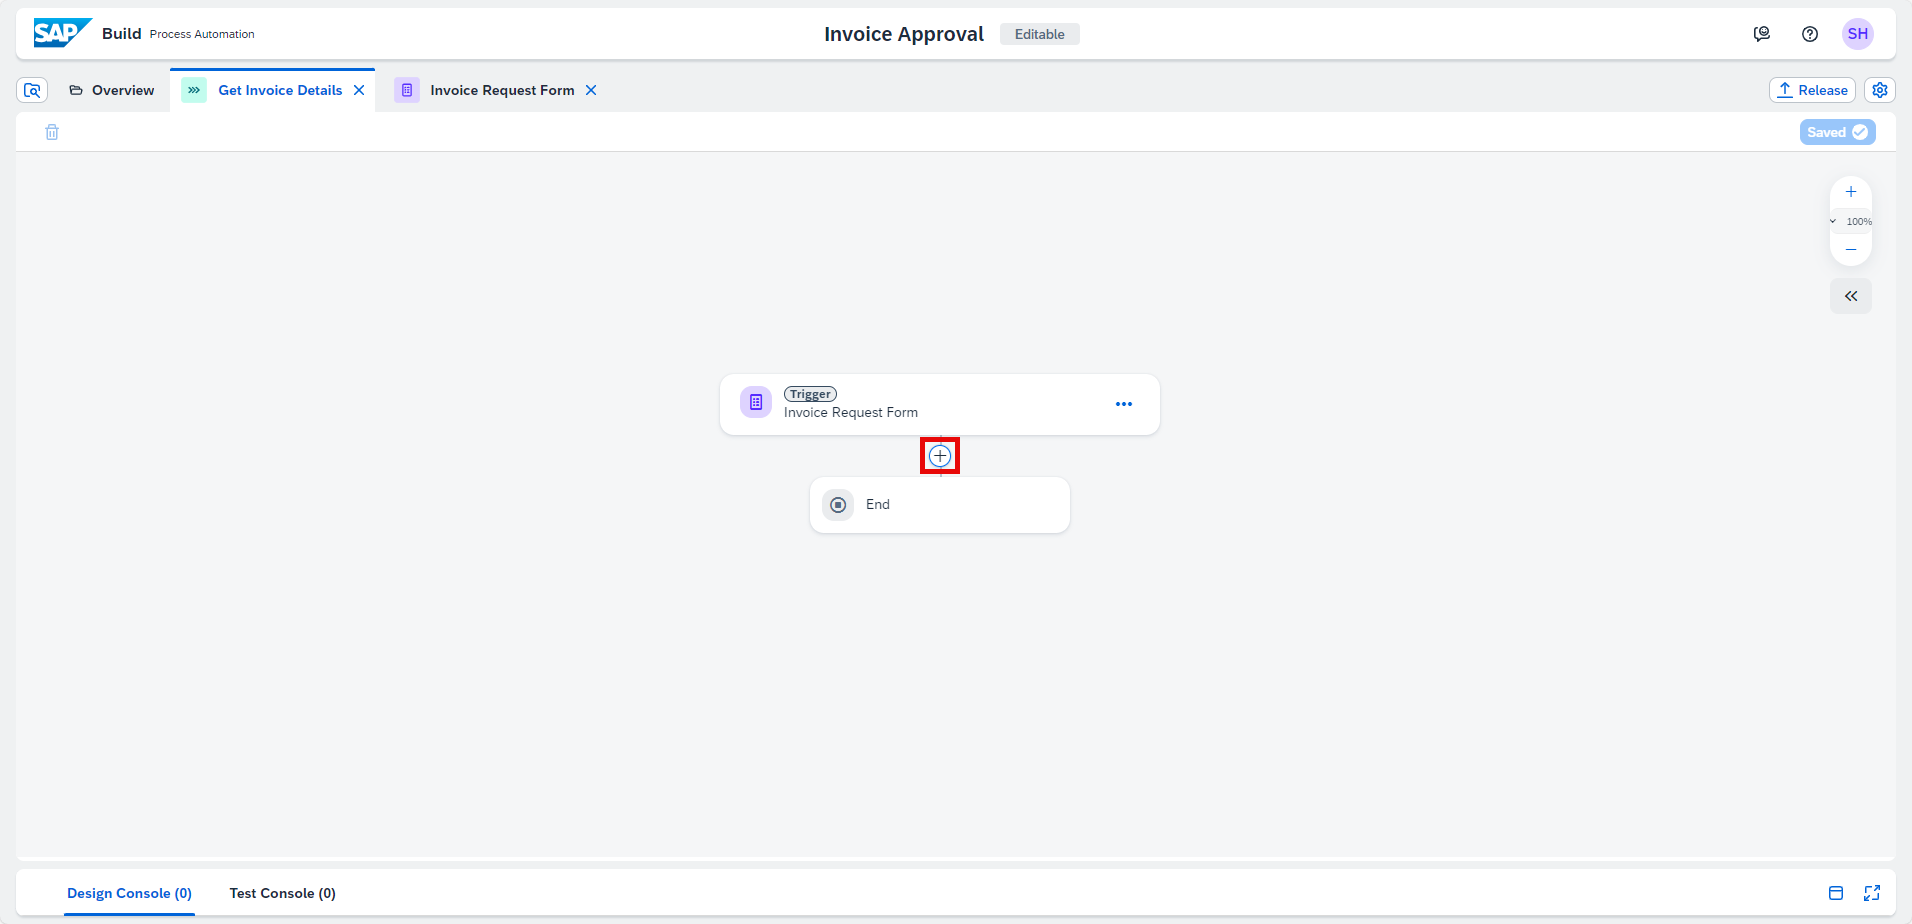 SAP Build Process Automation
Invoice Approval Editable
SH
Overview
Get Invoice Details
Invoice Request Form
Release
Saved
100%
Trigger
Invoice Request Form
End
Design Console (0)
Test Console (0)